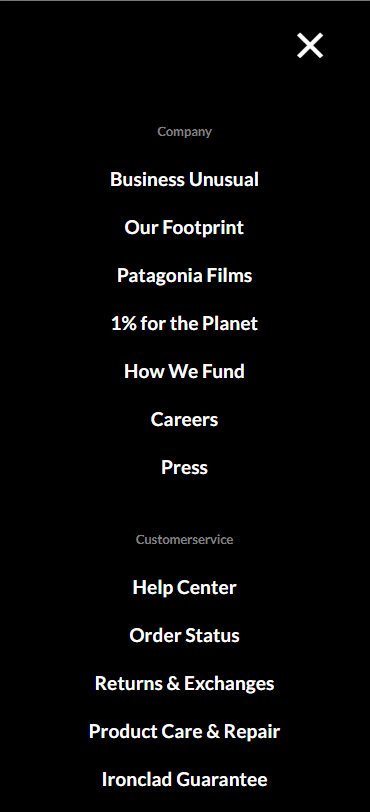 Company
Business Unusual
Our Footprint
Patagonia Films
1% for the Planet
How We Fund
Careers
Press
Customerservice
Help Center
Order Status
Returns & Exchanges
Product Care & Repair
Ironclad Guarantee